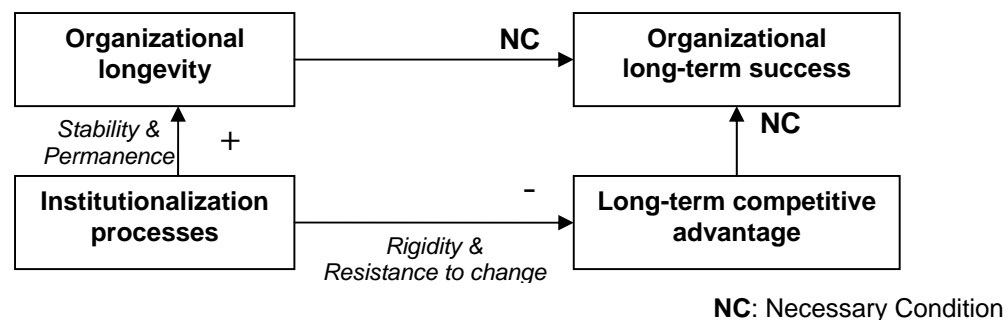 Organizational
longevity
NC
Organizational
long-term success
Stability &
Permanence
+
NC
Institutionalization
processes
-
Long-term competitive
advantage
Rigidity &
Resistance to change
NC: Necessary Condition